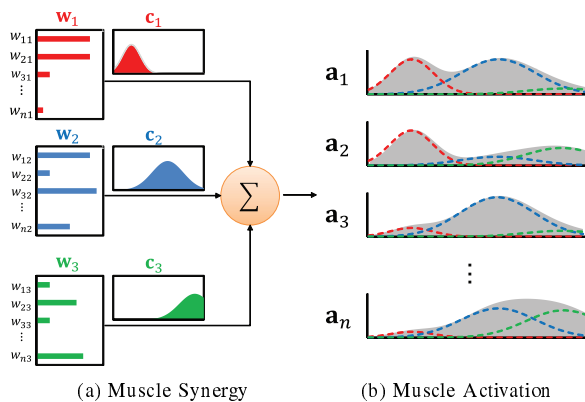 w₁ c₁
w₁₁
w₂₁
w₃₁
⋮
wₙ₁
w₂ c₂
w₁₂
w₂₂
w₃₂
⋮
wₙ₂
w₃ c₃
w₁₃
w₂₃
w₃₃
⋮
wₙ₃
∑
(a) Muscle Synergy
a₁
a₂
a₃
⋮
aₙ
(b) Muscle Activation